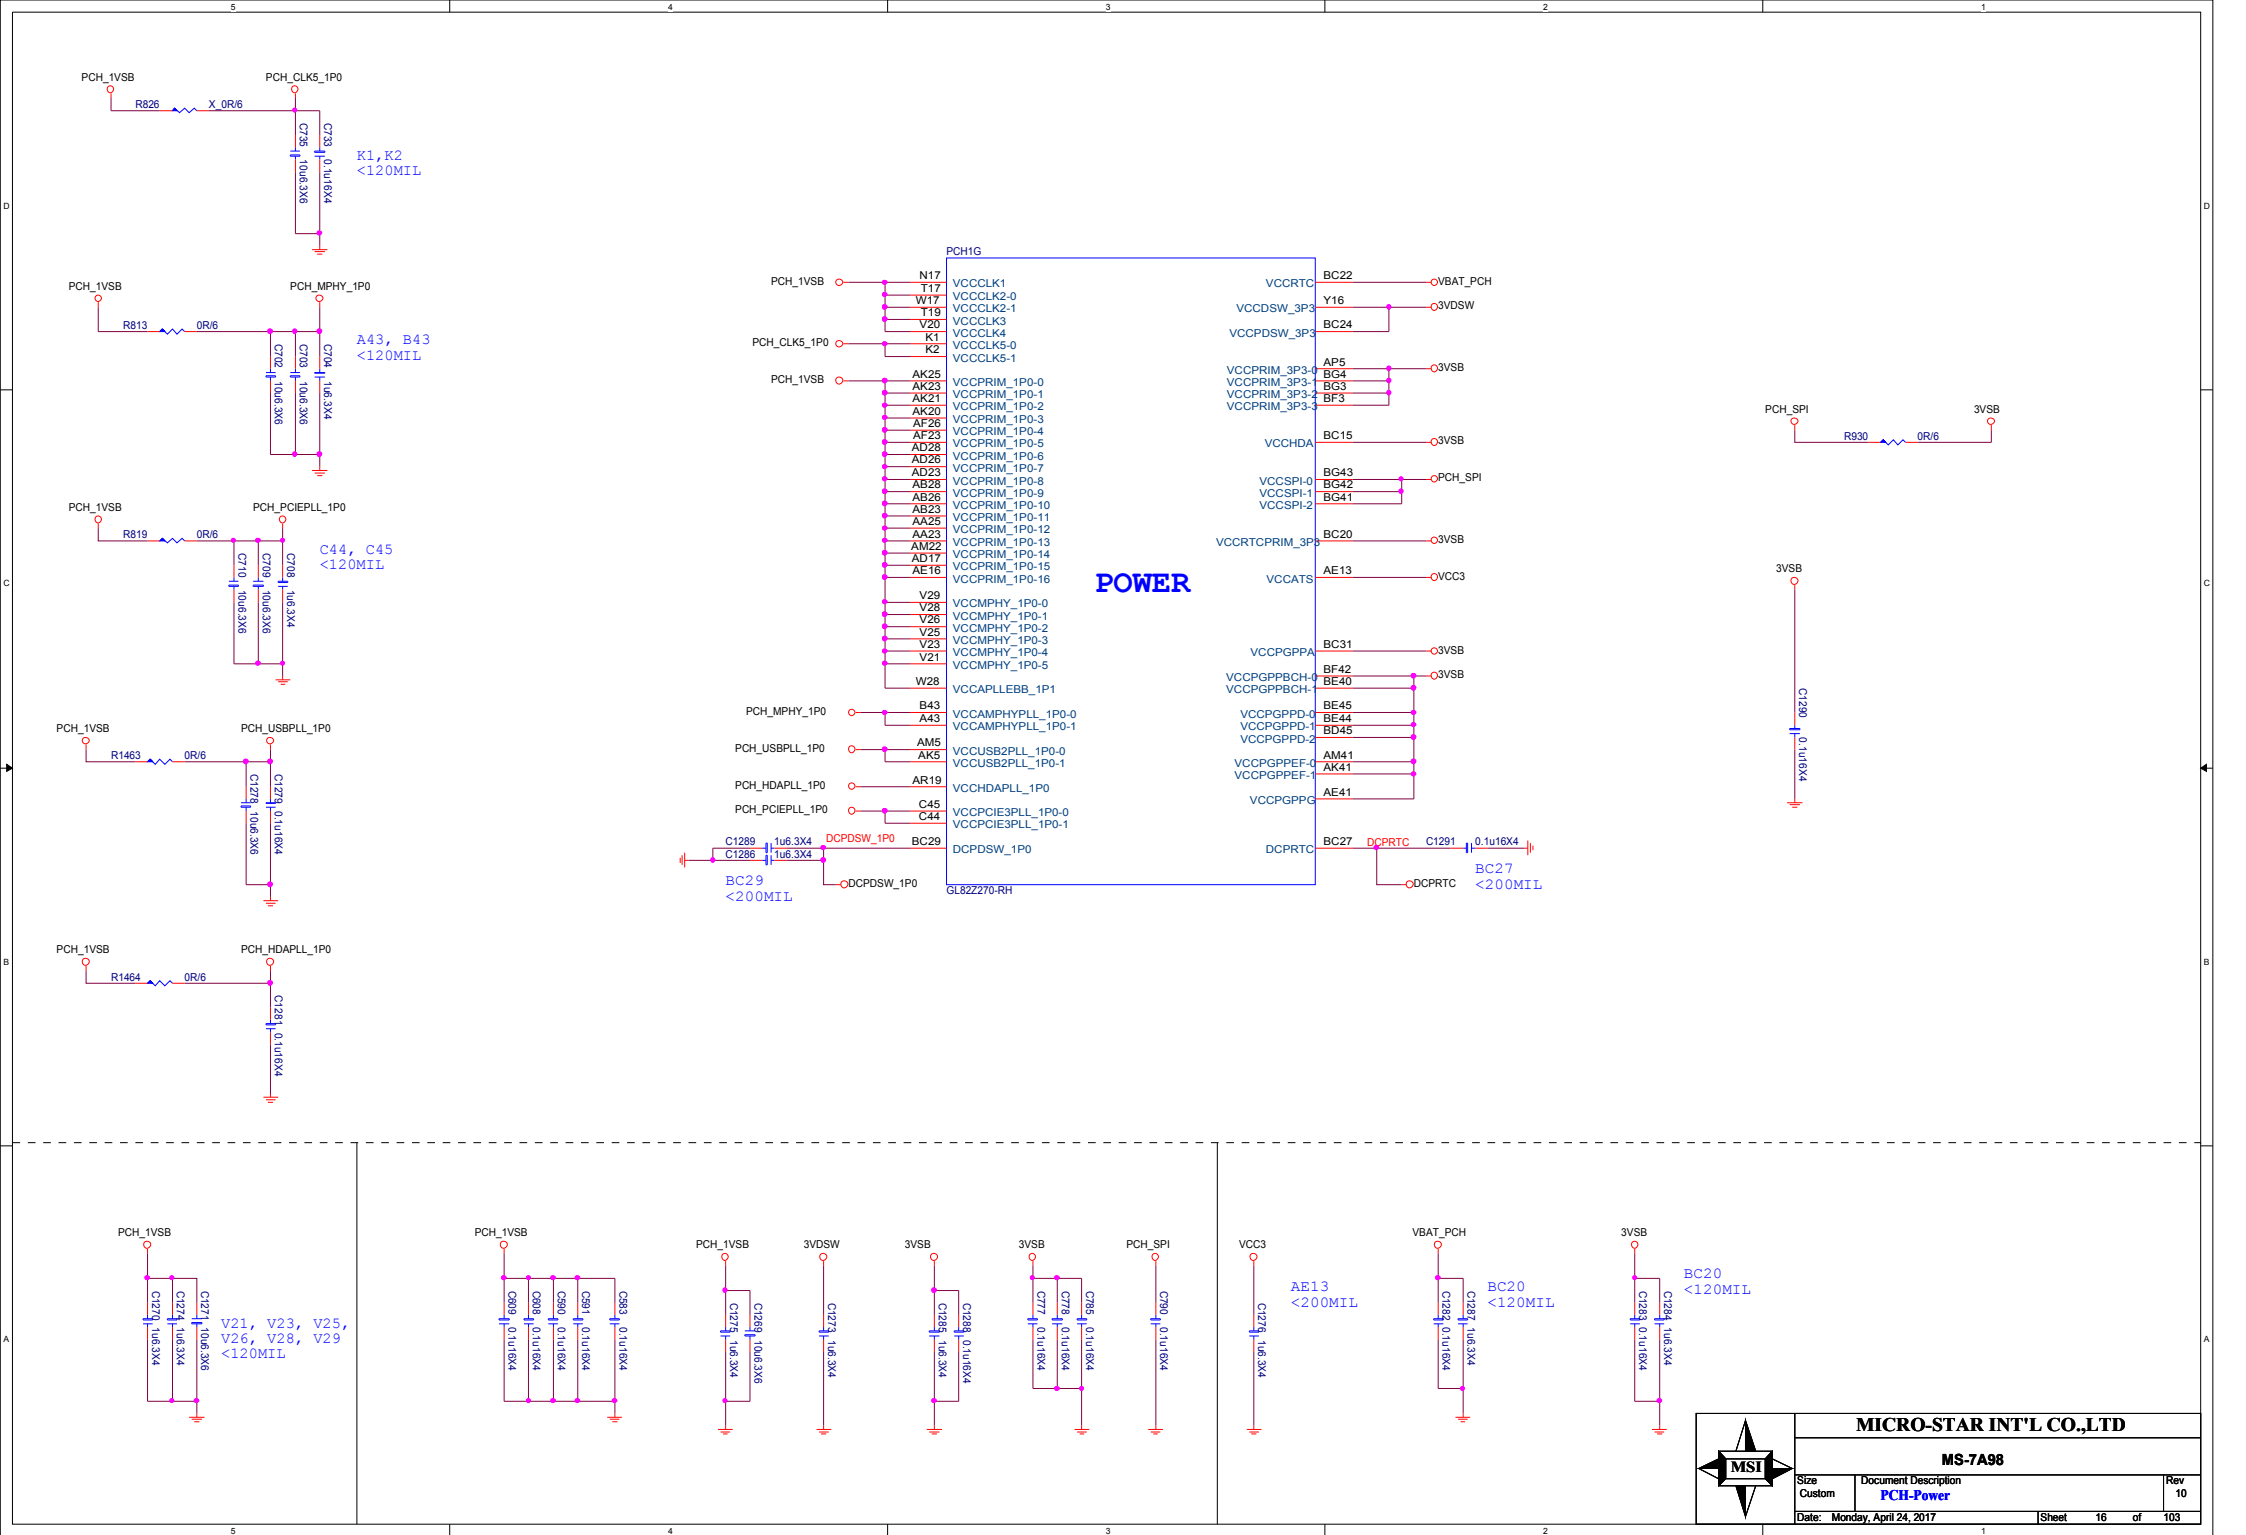 5 4 3 2 1
D
C
B
A
D
C
B
A
PCH_1VSB PCH_CLK5_1P0
R826 X_0R/6
C735 10u6.3X6
C733 0.1u16X4
K1,K2
<120MIL
PCH_1VSB PCH_MPHY_1P0
R813 0R/6
C702 10u6.3X6
C703 10u6.3X6
C704 1u6.3X4
A43, B43
<120MIL
PCH_1VSB PCH_PCIEPLL_1P0
R819 0R/6
C710 10u6.3X6
C709 10u6.3X6
C708 1u6.3X4
C44, C45
<120MIL
PCH_1VSB PCH_USBPLL_1P0
R1463 0R/6
C1278 10u6.3X6
C1279 0.1u16X4
PCH_1VSB PCH_HDAPLL_1P0
R1464 0R/6
C1281 0.1u16X4
PCH1G
PCH_1VSB N17 VCCCLK1
T17 VCCCLK2-0
W17 VCCCLK2-1
T19 VCCCLK3
V20 VCCCLK4
PCH_CLK5_1P0 K1 VCCCLK5-0
K2 VCCCLK5-1
PCH_1VSB AK25 VCCPRIM_1P0-0
AK23 VCCPRIM_1P0-1
AK21 VCCPRIM_1P0-2
AK20 VCCPRIM_1P0-3
AF26 VCCPRIM_1P0-4
AF23 VCCPRIM_1P0-5
AD28 VCCPRIM_1P0-6
AD26 VCCPRIM_1P0-7
AD23 VCCPRIM_1P0-8
AB28 VCCPRIM_1P0-9
AB26 VCCPRIM_1P0-10
AB23 VCCPRIM_1P0-11
AA25 VCCPRIM_1P0-12
AA23 VCCPRIM_1P0-13
AM22 VCCPRIM_1P0-14
AD17 VCCPRIM_1P0-15
AE16 VCCPRIM_1P0-16
V29 VCCMPHY_1P0-0
V28 VCCMPHY_1P0-1
V26 VCCMPHY_1P0-2
V25 VCCMPHY_1P0-3
V23 VCCMPHY_1P0-4
V21 VCCMPHY_1P0-5
W28 VCCAPLLEBB_1P1
PCH_MPHY_1P0 B43 VCCAMPHYPLL_1P0-0
A43 VCCAMPHYPLL_1P0-1
PCH_USBPLL_1P0 AM5 VCCUSB2PLL_1P0-0
AK5 VCCUSB2PLL_1P0-1
PCH_HDAPLL_1P0 AR19 VCCHDAPLL_1P0
PCH_PCIEPLL_1P0 C45 VCCPCIE3PLL_1P0-0
C44 VCCPCIE3PLL_1P0-1
C1289 1u6.3X4 DCPDSW_1P0 BC29 DCPDSW_1P0
C1286 1u6.3X4
DCPDSW_1P0
BC29
<200MIL
GL82Z270-RH
POWER
VCCRTC BC22 VBAT_PCH
VCCDSW_3P3 Y16 3VDSW
VCCPDSW_3P3 BC24
VCCPRIM_3P3-0 AP5 3VSB
VCCPRIM_3P3-1 BG4
VCCPRIM_3P3-2 BG3
VCCPRIM_3P3-3 BF3
VCCHDA BC15 3VSB
VCCSPI-0 BG43 PCH_SPI
VCCSPI-1 BG42
VCCSPI-2 BG41
VCCRTCPRIM_3P3 BC20 3VSB
VCCATS AE13 VCC3
VCCPGPPA BC31 3VSB
VCCPGPPBCH-0 BF42 3VSB
VCCPGPPBCH-1 BE40
VCCPGPPD-0 BE45
VCCPGPPD-1 BE44
VCCPGPPD-2 BD45
VCCPGPPEF-0 AM41
VCCPGPPEF-1 AK41
VCCPGPPG AE41
DCPRTC BC27 DCPRTC C1291 0.1u16X4
DCPRTC
BC27
<200MIL
PCH_SPI 3VSB
R930 0R/6
3VSB
C1290 0.1u16X4
PCH_1VSB
C1270 1u6.3X4
C1274 1u6.3X4
C1271 10u6.3X6
V21, V23, V25,
V26, V28, V29
<120MIL
PCH_1VSB
C609 0.1u16X4
C608 0.1u16X4
C590 0.1u16X4
C591 0.1u16X4
C583 0.1u16X4
PCH_1VSB
C1275 1u6.3X4
C1269 10u6.3X6
3VDSW
C1273 1u6.3X4
3VSB
C1285 1u6.3X4
C1288 0.1u16X4
3VSB
C777 0.1u16X4
C778 0.1u16X4
C785 0.1u16X4
PCH_SPI
C790 0.1u16X4
VCC3
C1276 1u6.3X4
AE13
<200MIL
VBAT_PCH
C1282 0.1u16X4
C1287 1u6.3X4
BC20
<120MIL
3VSB
C1283 0.1u16X4
C1284 1u6.3X4
BC20
<120MIL
MSI
MICRO-STAR INT'L CO.,LTD
MS-7A98
Size Document Description Rev
Custom PCH-Power 10
Date: Monday, April 24, 2017 Sheet 16 of 103
5 4 3 2 1